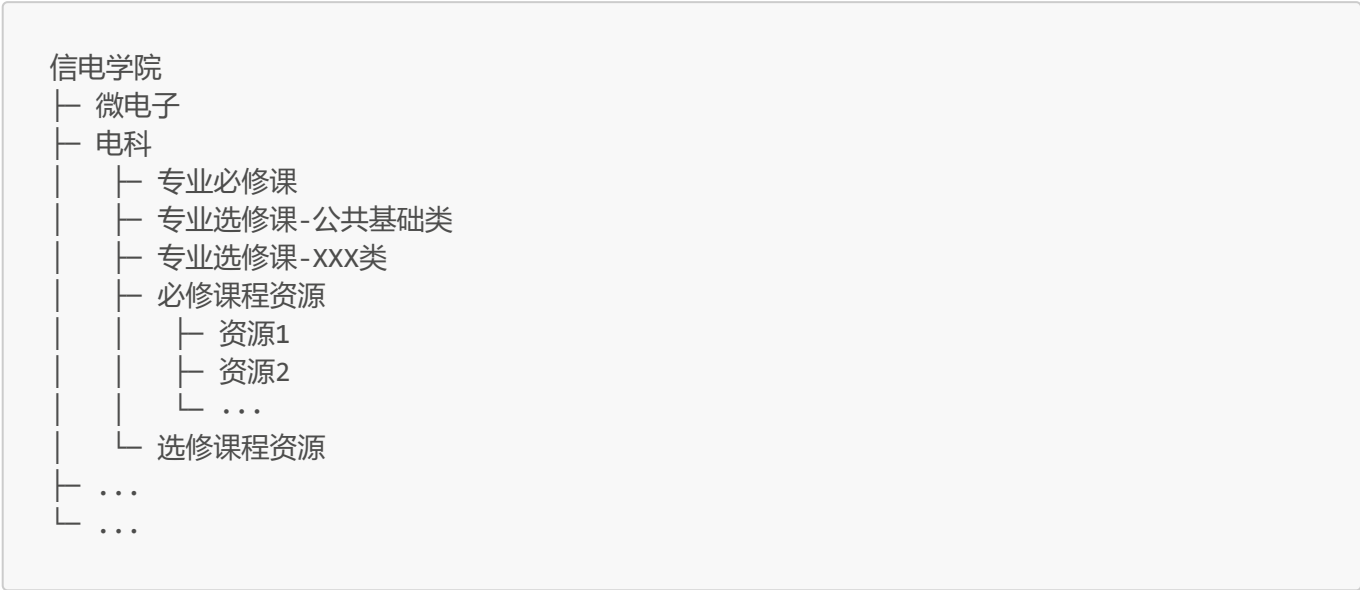 信电学院
├─ 微电子
├─ 电科
│   ├─ 专业必修课
│   ├─ 专业选修课-公共基础类
│   ├─ 专业选修课-XXX类
│   ├─ 必修课程资源
│   │   ├─ 资源1
│   │   ├─ 资源2
│   │   └─ ...
│   └─ 选修课程资源
├─ ...
└─ ...